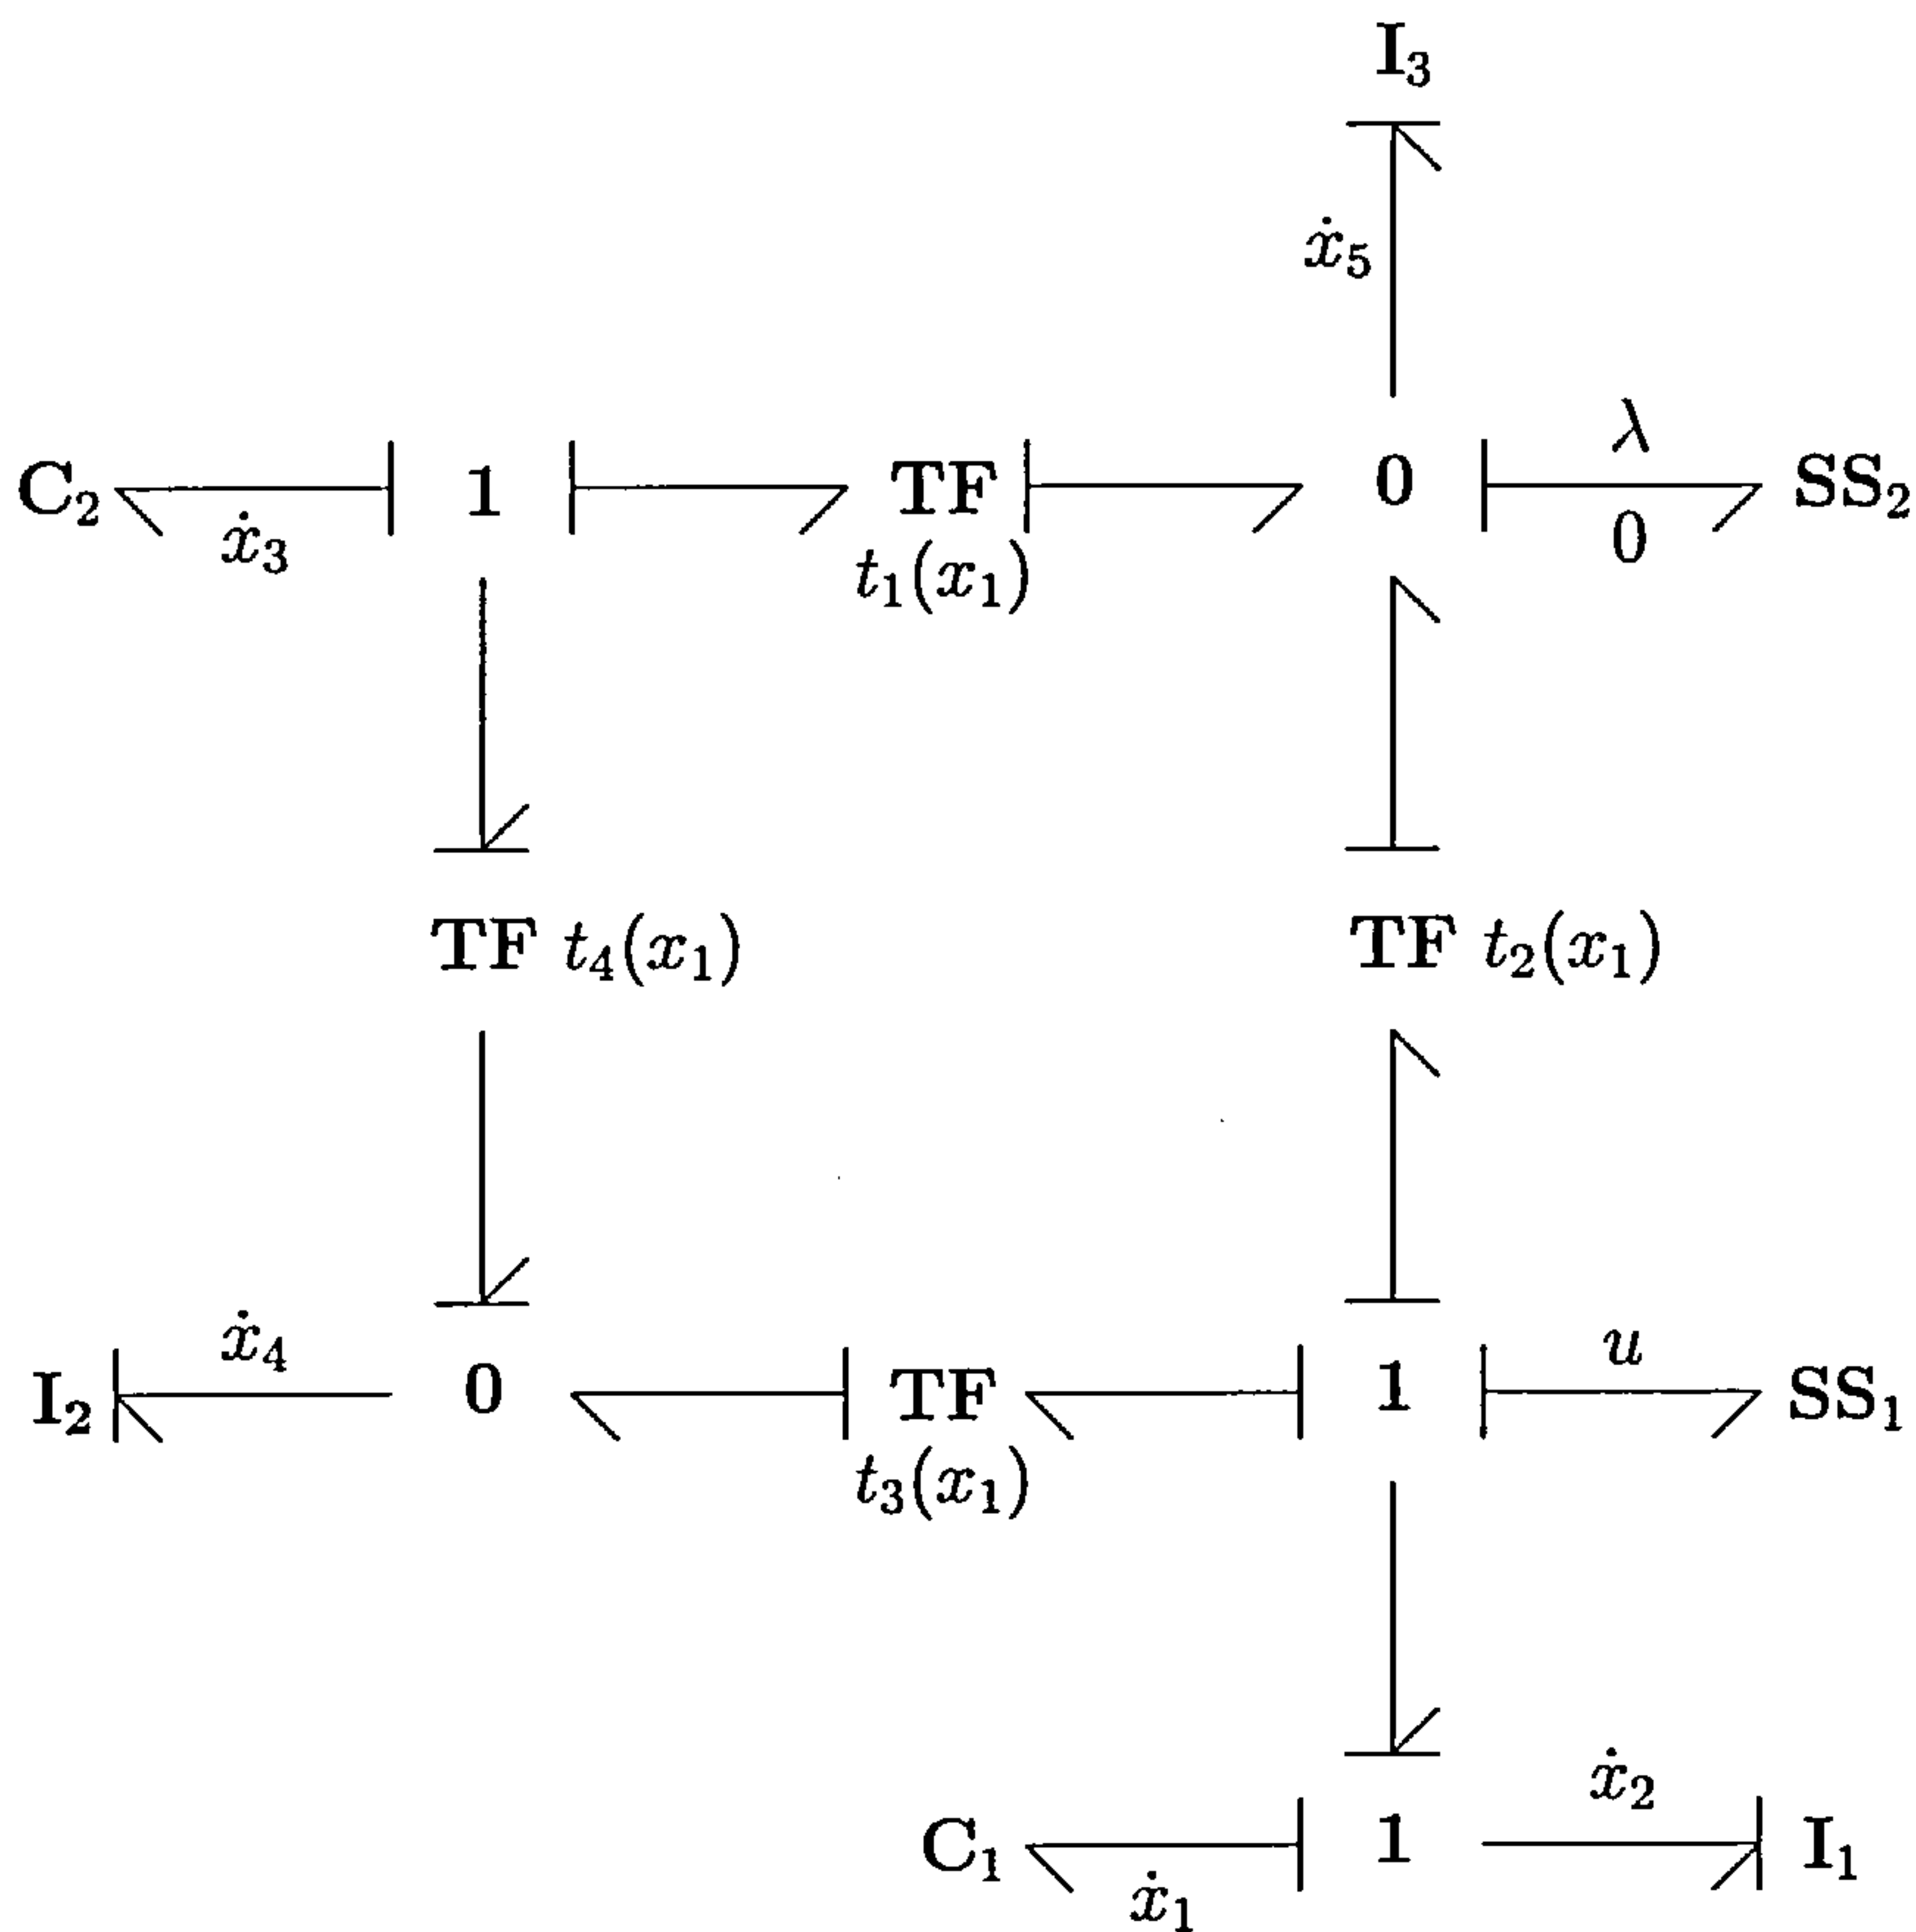 I₃
ẋ₅
λ
C₂ 1 TF 0 SS₂
ẋ₃ t₁(x₁) 0
TF t₄(x₁) TF t₂(x₁)
ẋ₄ u
I₂ 0 TF 1 SS₁
t₃(x₁)
ẋ₂
C₁ 1 I₁
ẋ₁